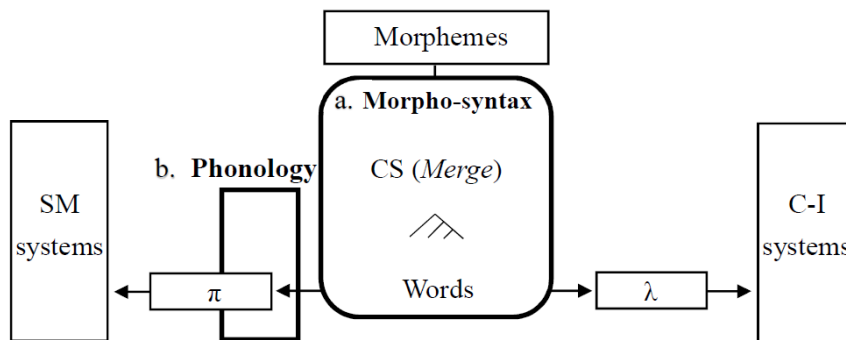 Morphemes
a. Morpho-syntax
b. Phonology
CS (Merge)
SM
systems
C-I
systems
π
Words
λ